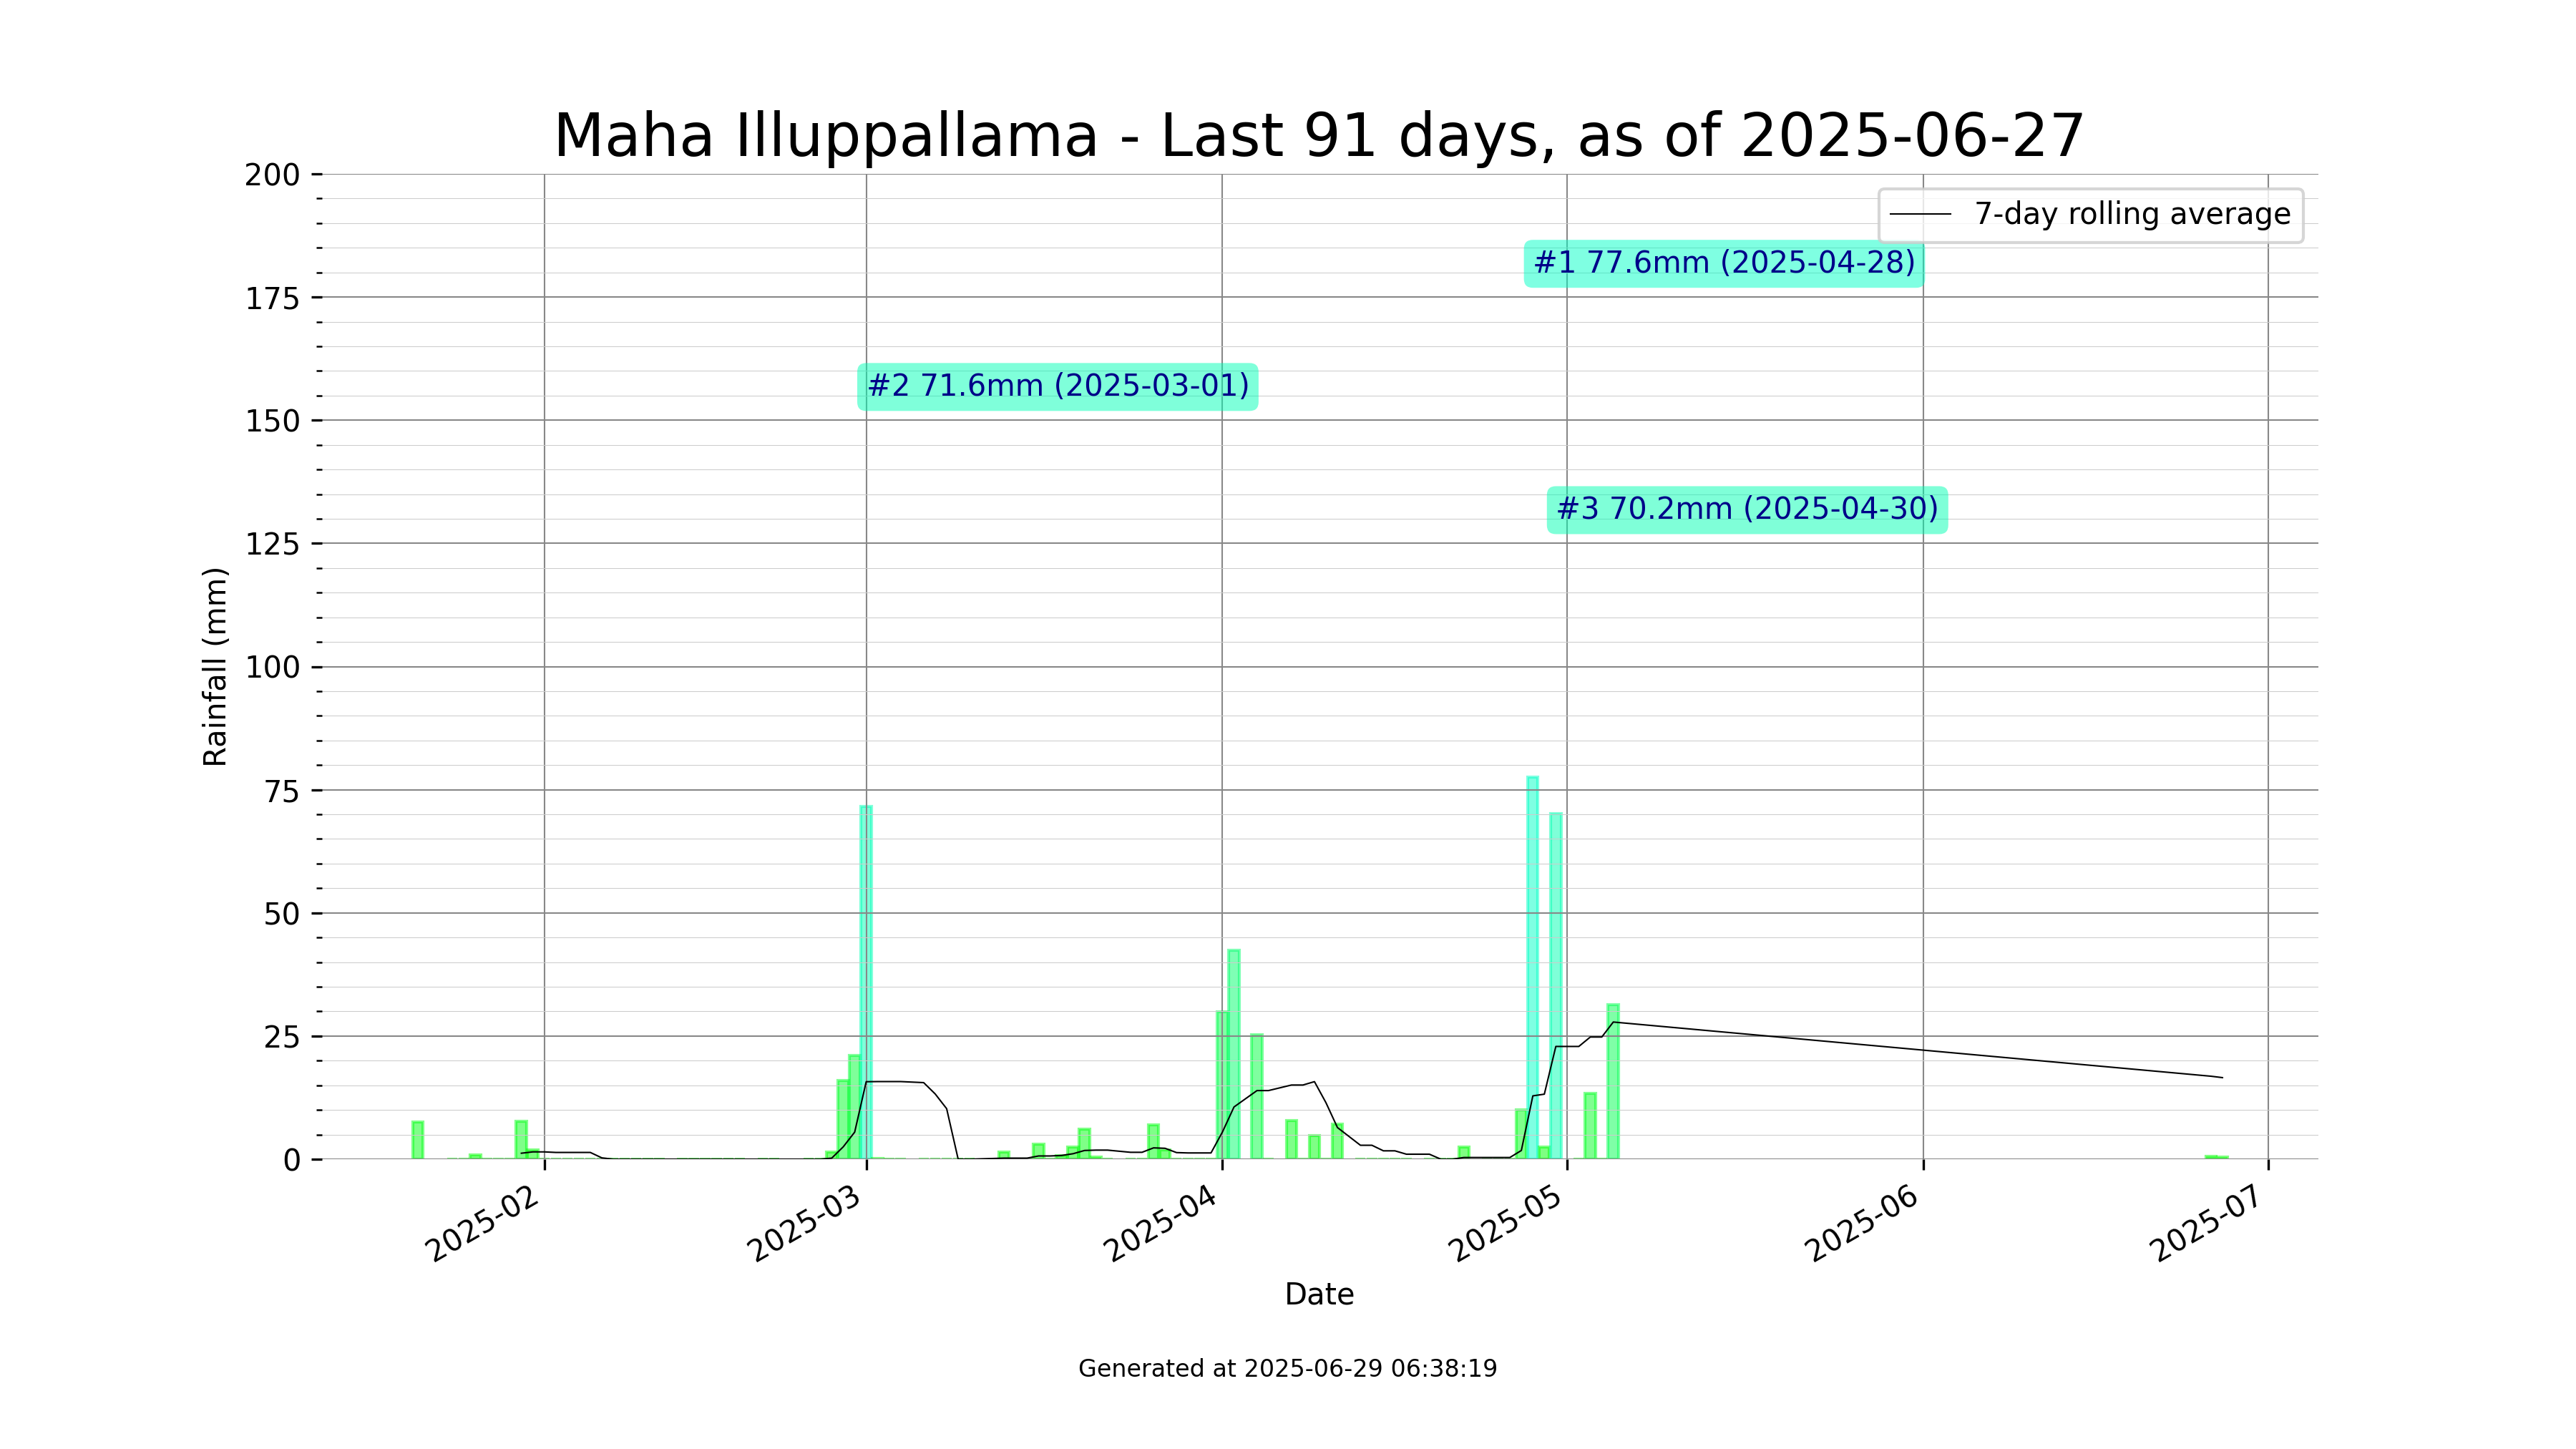 Maha Illuppallama - Last 91 days, as of 2025-06-27
200
175
150
125
100
75
50
25
0
Rainfall (mm)
7-day rolling average
#1 77.6mm (2025-04-28)
#2 71.6mm (2025-03-01)
#3 70.2mm (2025-04-30)
2025-02
2025-03
2025-04
2025-05
2025-06
2025-07
Date
Generated at 2025-06-29 06:38:19